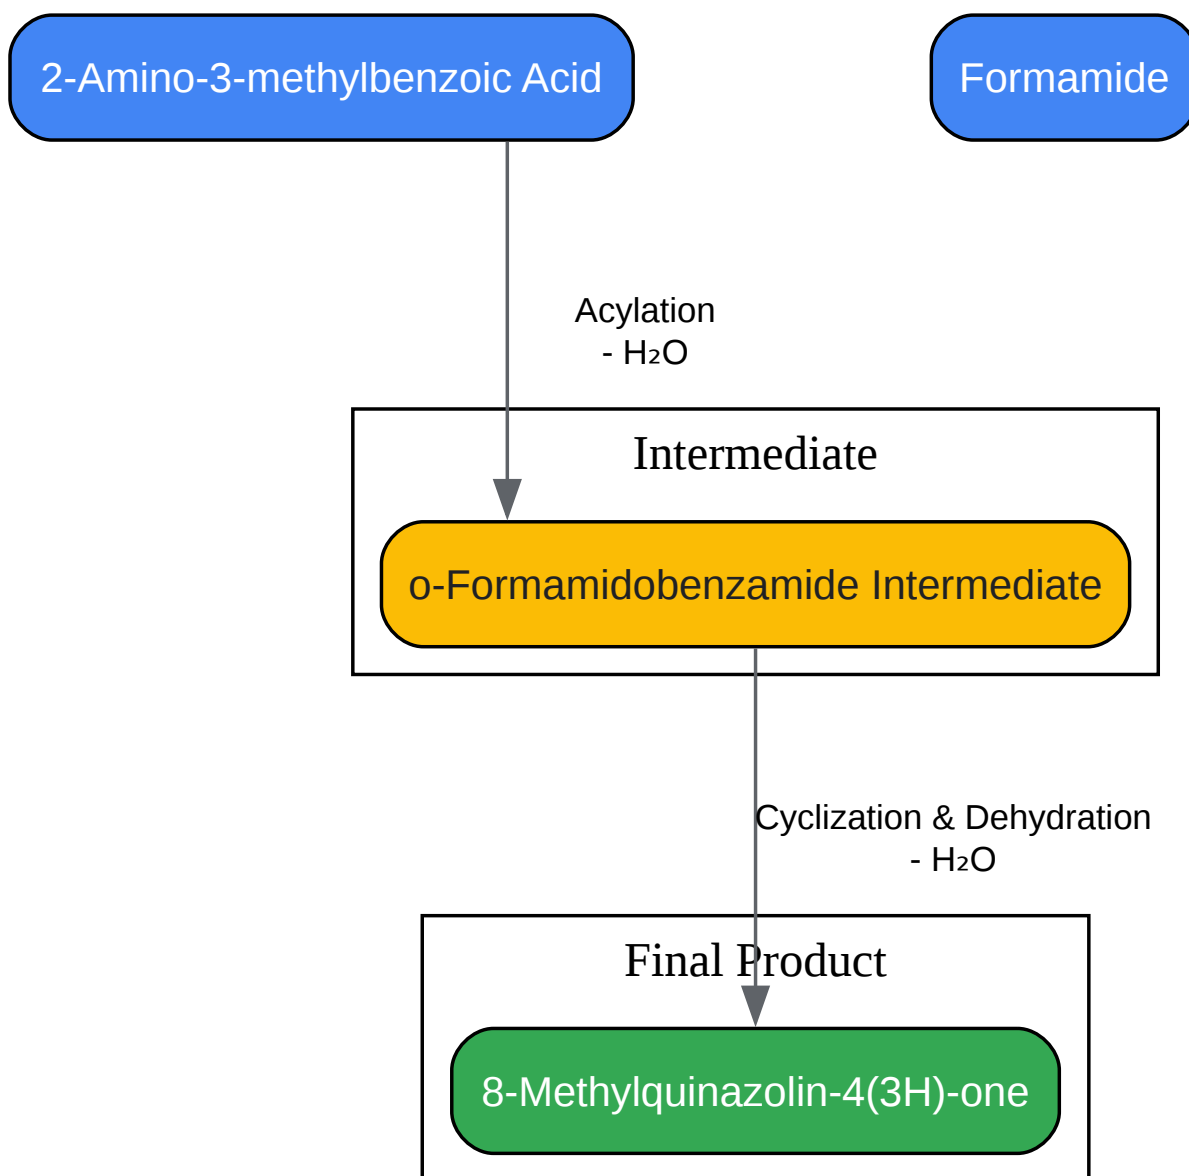 2-Amino-3-methylbenzoic Acid
Formamide
Acylation
- H₂O
Intermediate
o-Formamidobenzamide Intermediate
Cyclization & Dehydration
- H₂O
Final Product
8-Methylquinazolin-4(3H)-one